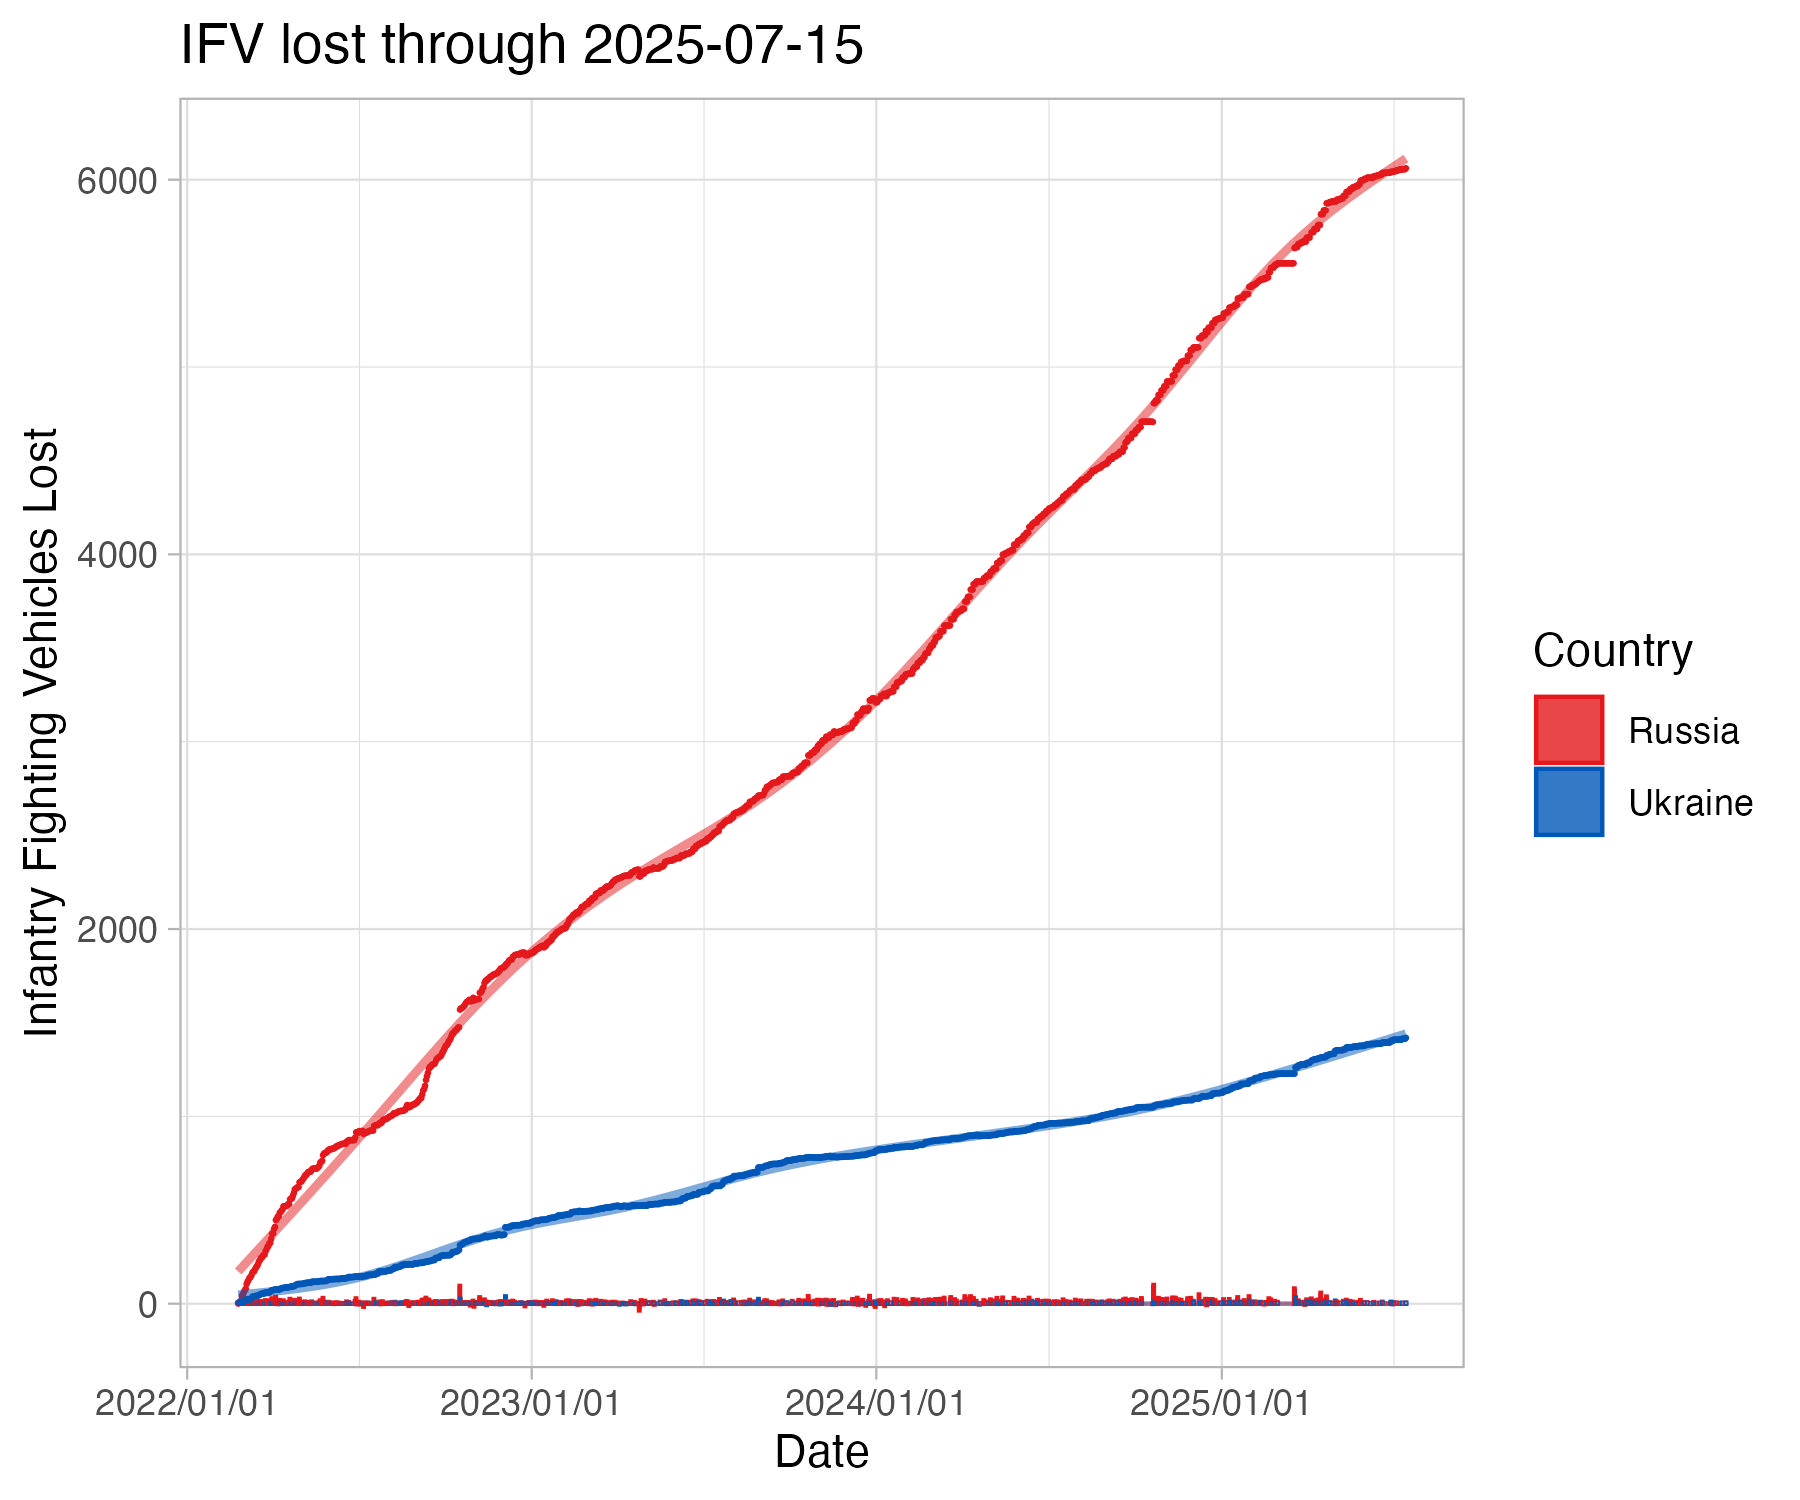 IFV lost through 2025-07-15
Infantry Fighting Vehicles Lost
6000
4000
2000
0
2022/01/01
2023/01/01
2024/01/01
2025/01/01
Date
Country
Russia
Ukraine